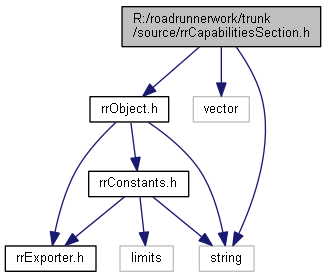 R:/roadrunnerwork/trunk
/source/rrCapabilitiesSection.h
rrObject.h
vector
rrConstants.h
rrExporter.h
limits
string